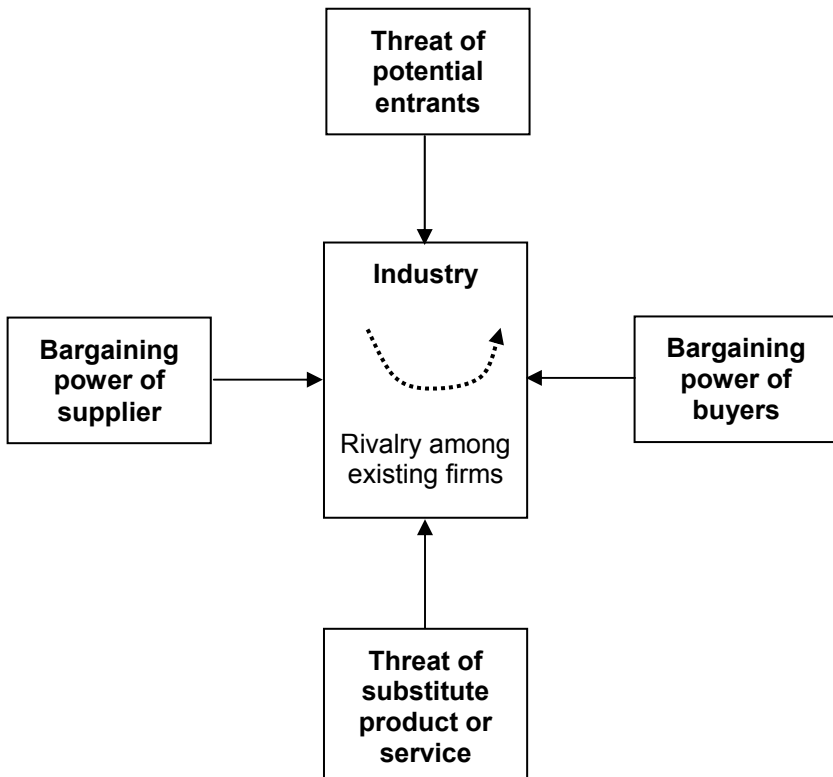 Threat of
potential
entrants
Industry
Bargaining
power of
supplier
Rivalry among
existing firms
Bargaining
power of
buyers
Threat of
substitute
product or
service